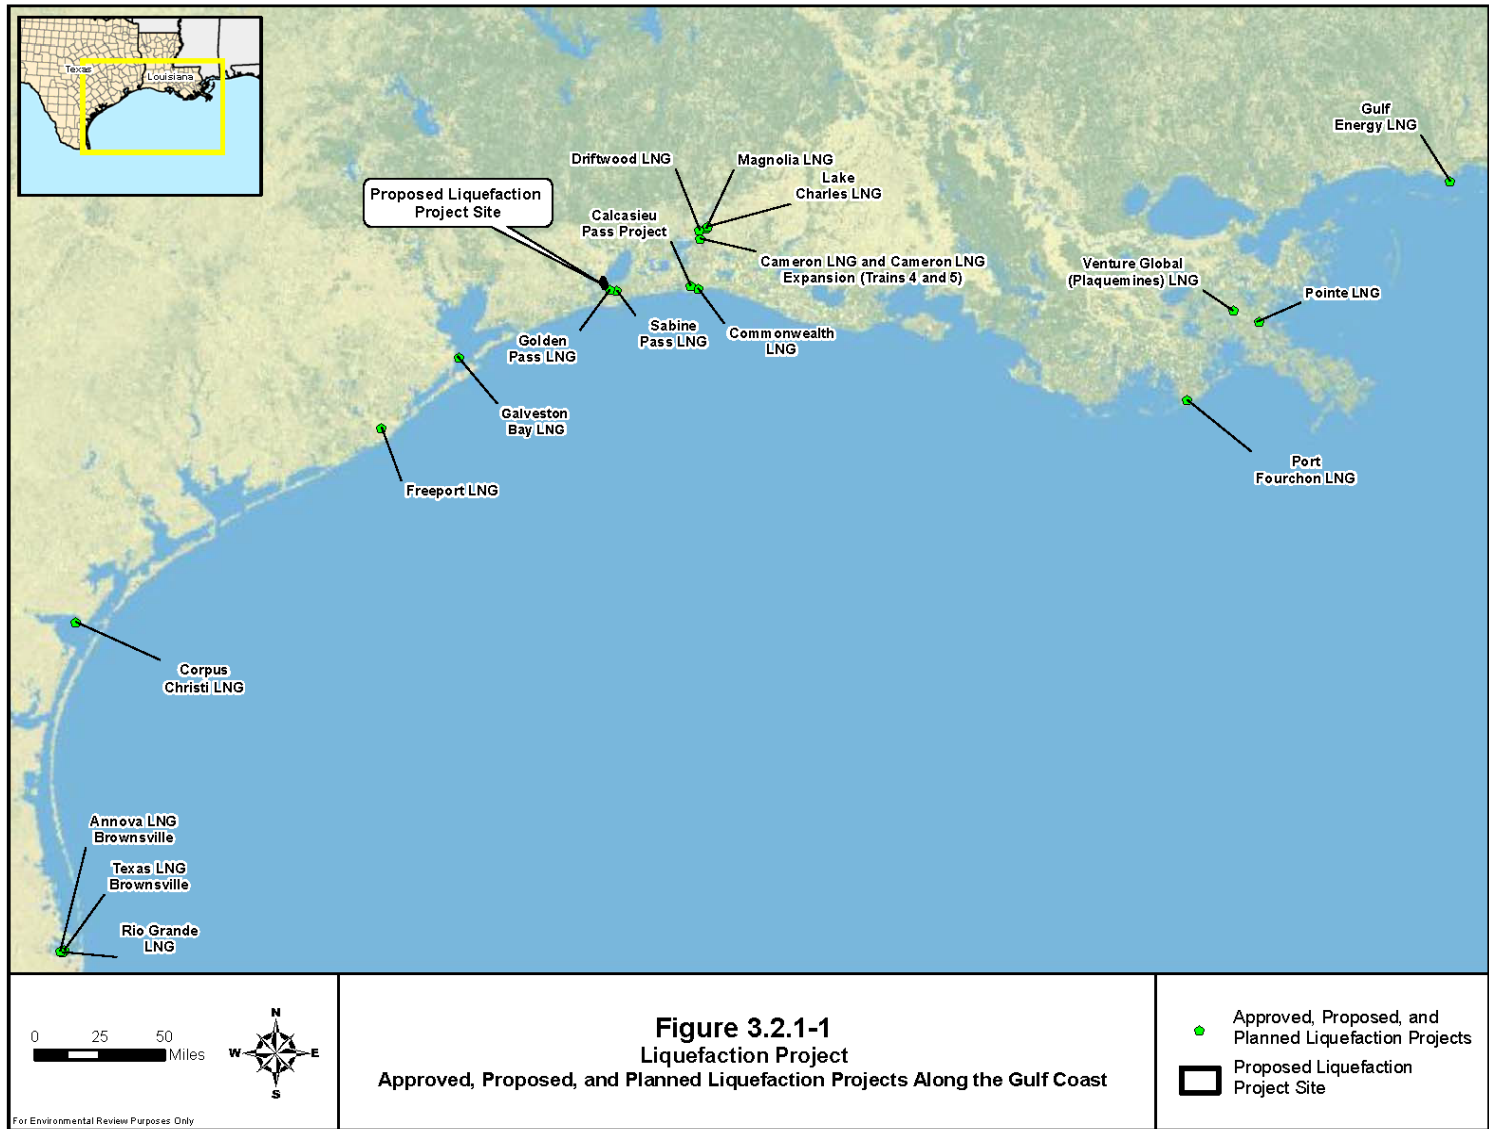 Texas
Louisiana
Gulf
Energy LNG
Driftwood LNG
Magnolia LNG
Lake
Charles LNG
Proposed Liquefaction
Project Site
Calcasieu
Pass Project
Cameron LNG and Cameron LNG
Expansion (Trains 4 and 5)
Venture Global
(Plaquemines) LNG
Pointe LNG
Golden
Pass LNG
Sabine
Pass LNG
Commonwealth
LNG
Galveston
Bay LNG
Freeport LNG
Port
Fourchon LNG
Corpus
Christi LNG
Annova LNG
Brownsville
Texas LNG
Brownsville
Rio Grande
LNG
0 25 50
Miles
N
W E
S
For Environmental Review Purposes Only
Figure 3.2.1-1
Liquefaction Project
Approved, Proposed, and Planned Liquefaction Projects Along the Gulf Coast
Approved, Proposed, and
Planned Liquefaction Projects
Proposed Liquefaction
Project Site